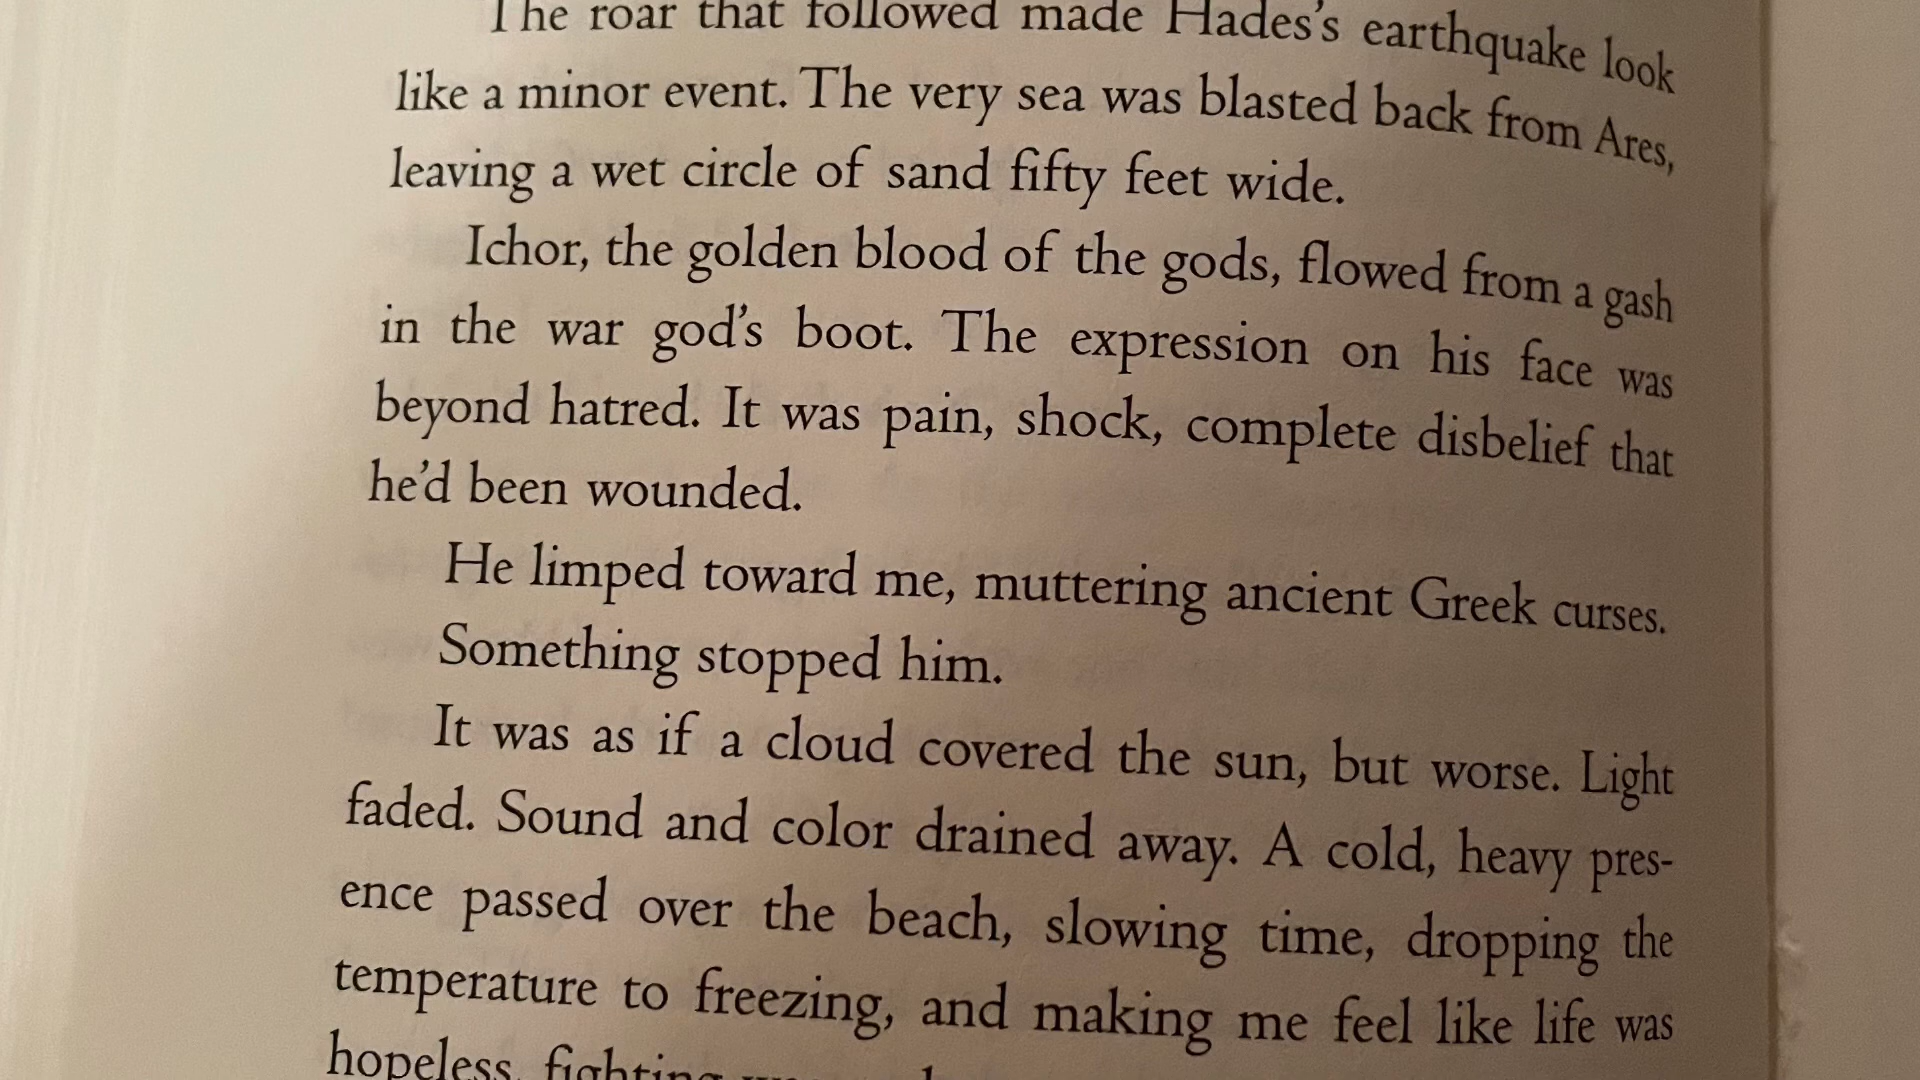 The roar that followed made Hades's earthquake look
like a minor event. The very sea was blasted back from Ares,
leaving a wet circle of sand fifty feet wide.
Ichor, the golden blood of the gods, flowed from a gash
in the war god's boot. The expression on his face was
beyond hatred. It was pain, shock, complete disbelief that
he'd been wounded.
He limped toward me, muttering ancient Greek curses.
Something stopped him.
It was as if a cloud covered the sun, but worse. Light
faded. Sound and color drained away. A cold, heavy pres-
ence passed over the beach, slowing time, dropping the
temperature to freezing, and making me feel like life was
hopeless, fighting